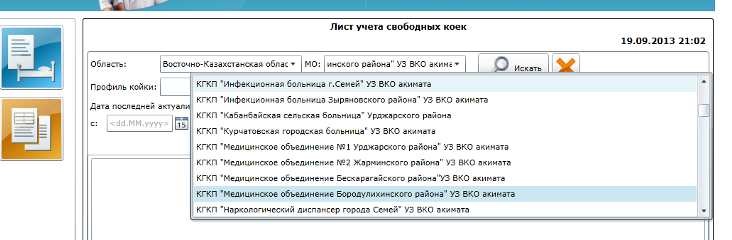 Лист учета свободных коек
19.09.2013 21:02
Область: Восточно-Казахстанская облас МО: инского района" УЗ ВКО аким Искать
Профиль койки:
КГКП "Инфекционная больница г.Семей" УЗ ВКО акимата
КГКП "Инфекционная больница Зыряновского района" УЗ ВКО акимата
Дата последней актуали
КГКП "Кабанбайская сельская больница" Урджарского района
с: <dd.MM.yyyy> 15
КГКП "Курчатовская городская больница" УЗ ВКО акимата
КГКП "Медицинское объединение №1 Урджарского района" УЗ ВКО акимата
КГКП "Медицинское объединение №2 Жарминского района" УЗ ВКО акимата
КГКП "Медицинское объединение Бескарагайского района"УЗ ВКО акимата
КГКП "Медицинское объединение Бородулихинского района" УЗ ВКО акимата
КГКП "Наркологический диспансер города Семей" УЗ ВКО акимата